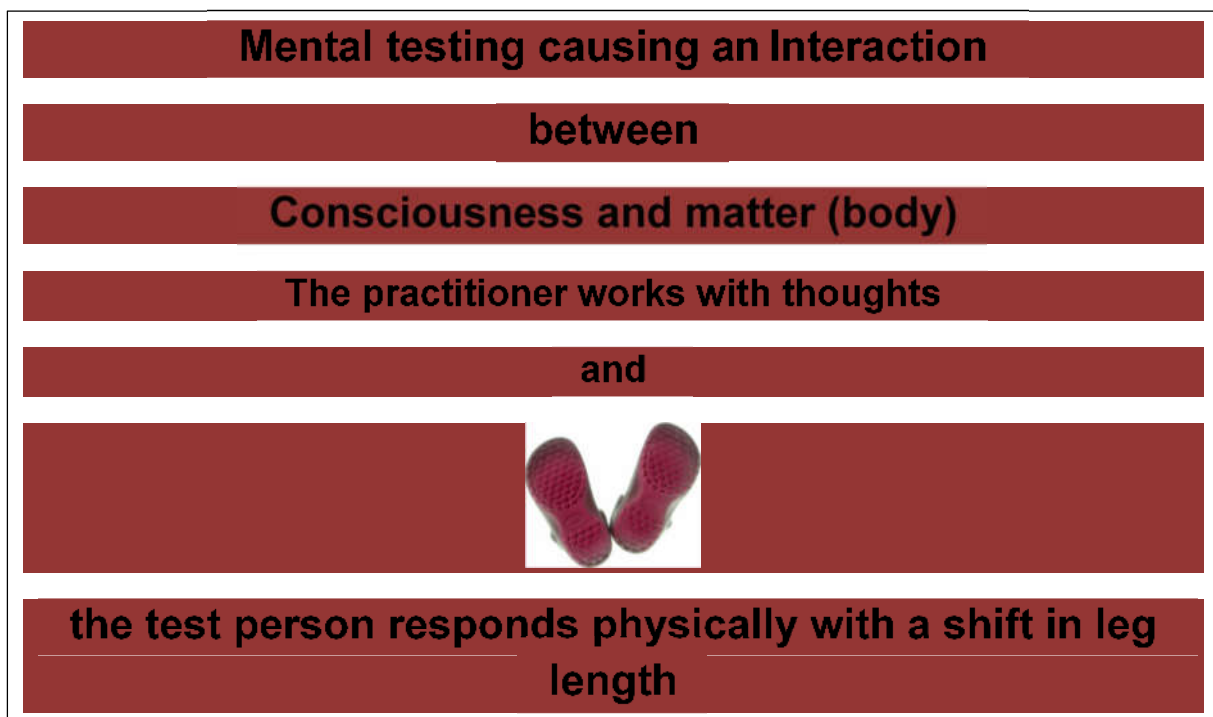 Mental testing causing an Interaction
between
Consciousness and matter (body)
The practitioner works with thoughts
and
the test person responds physically with a shift in leg
length